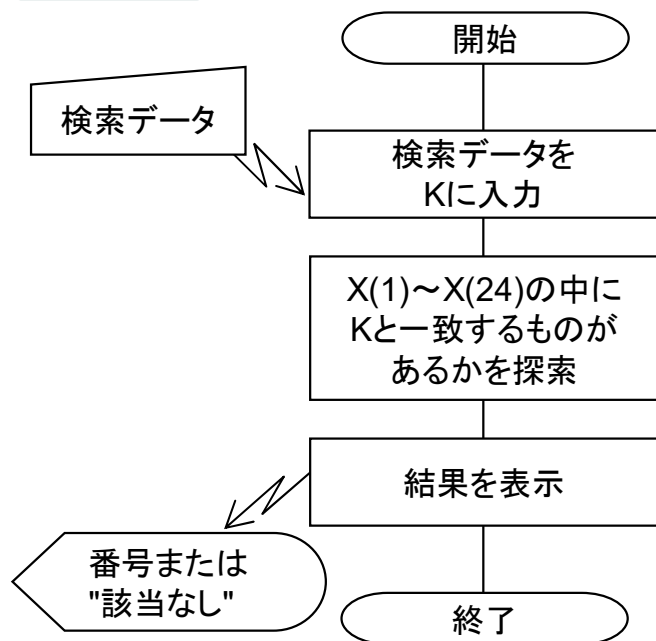 開始
検索データ
検索データを
Kに入力
X(1)～X(24)の中に
Kと一致するものが
あるかを探索
結果を表示
番号または
"該当なし"
終了